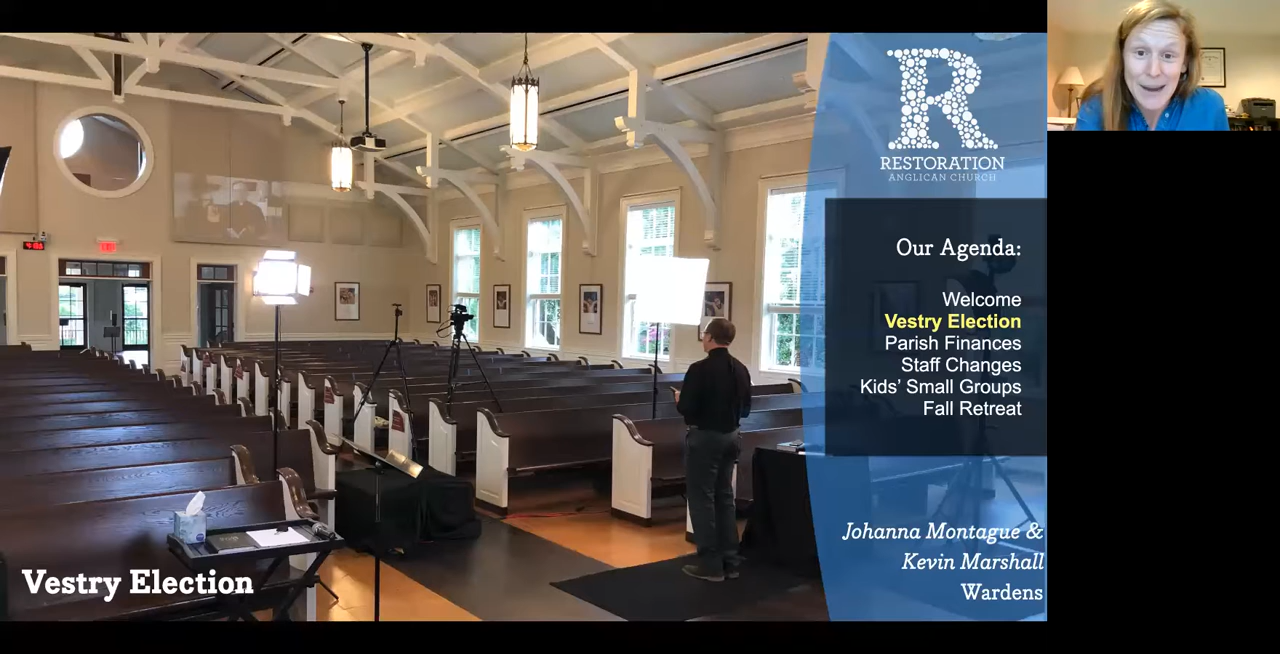 R
RESTORATION
ANGLICAN CHURCH
Our Agenda:
Welcome
Vestry Election
Parish Finances
Staff Changes
Kids' Small Groups
Fall Retreat
Johanna Montague &
Kevin Marshall
Wardens
Vestry Election